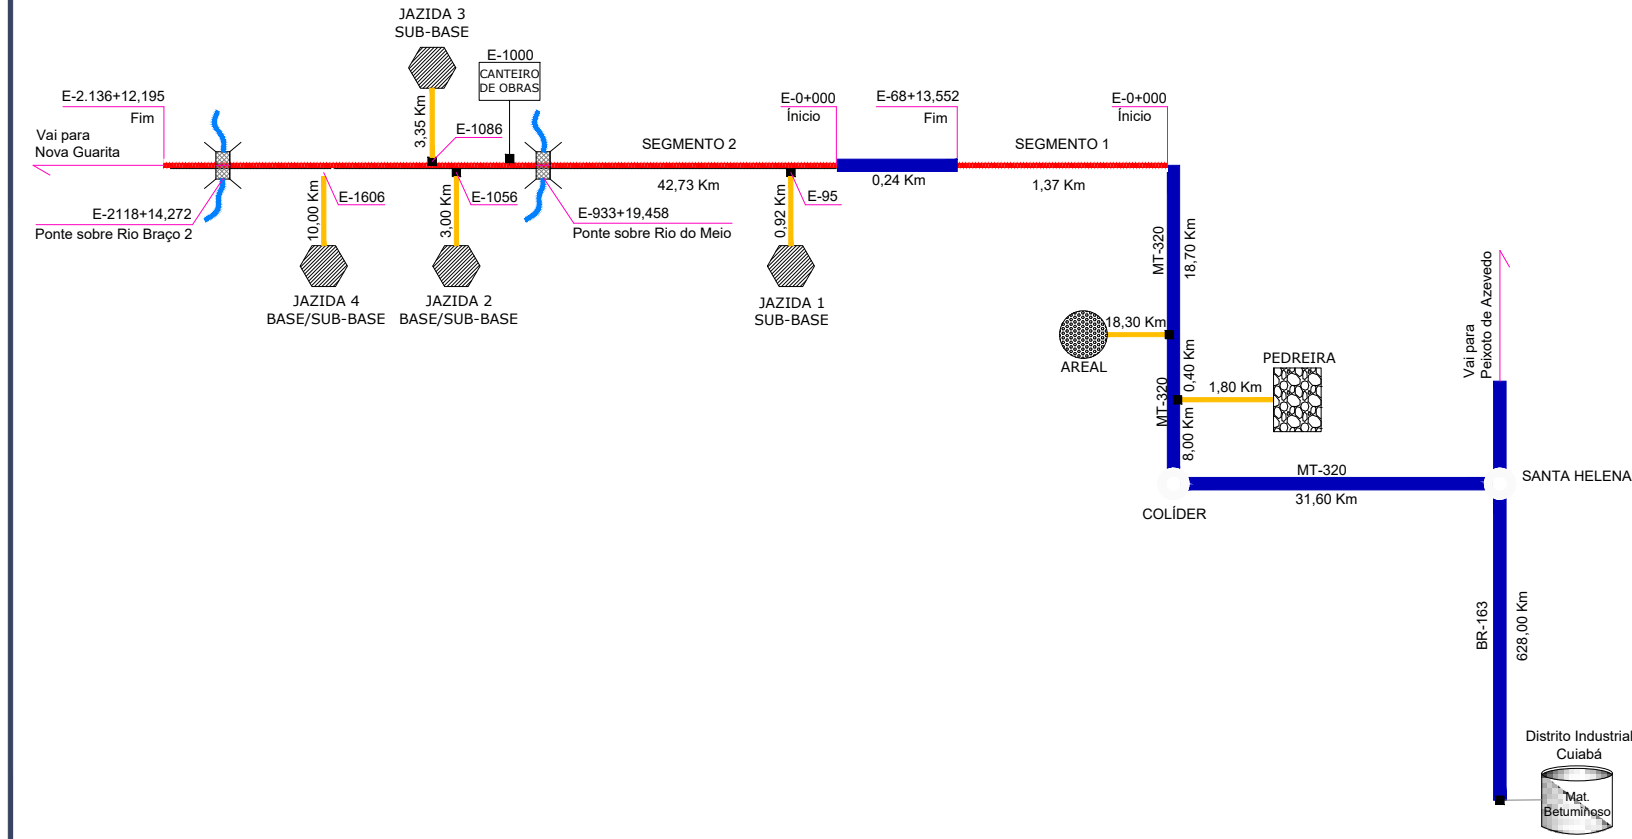 JAZIDA 3
SUB-BASE
E-1000
CANTEIRO
DE OBRAS
3,35 Km
E-1086
E-2.136+12,195
Fim
Vai para
Nova Guarita
E-2118+14,272
Ponte sobre Rio Braço 2
10,00 Km
E-1606
JAZIDA 4
BASE/SUB-BASE
3,00 Km
E-1056
JAZIDA 2
BASE/SUB-BASE
E-933+19,458
Ponte sobre Rio do Meio
SEGMENTO 2
42,73 Km
0,92 Km
E-95
JAZIDA 1
SUB-BASE
E-0+000
Ínicio
E-68+13,552
Fim
0,24 Km
SEGMENTO 1
1,37 Km
E-0+000
Ínicio
MT-320
18,70 Km
18,30 Km
AREAL
0,40 Km
MT-320
8,00 Km
PEDREIRA
1,80 Km
Vai para
Peixoto de Azevedo
MT-320
31,60 Km
SANTA HELENA
COLÍDER
BR-163
628,00 Km
Distrito Industrial
Cuiabá
Mat.
Betuminoso